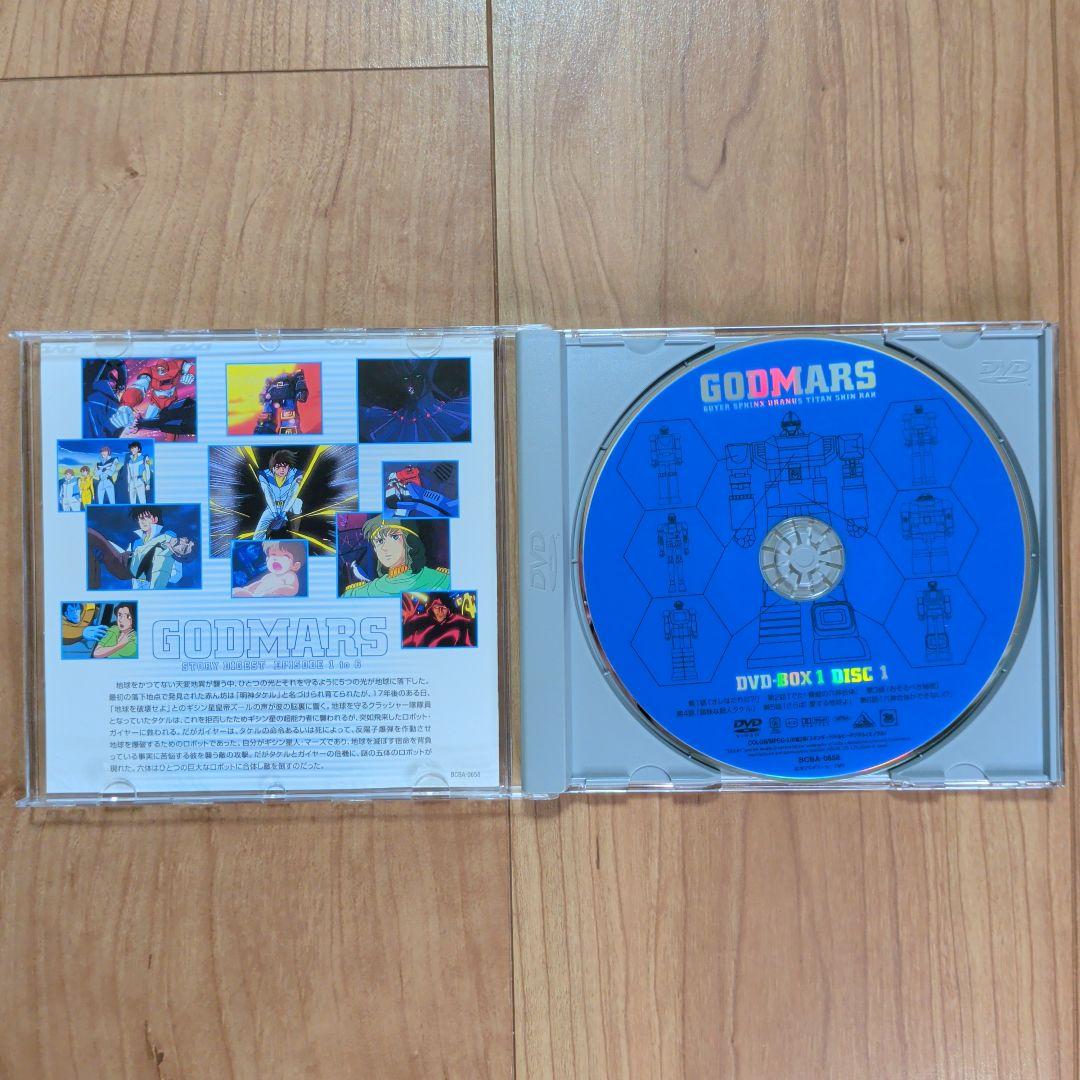 GODMARS
STORY DIGEST EPISODE 1 to 6
地球をかつてない天変地異が襲う中、ひとつの光とそれを守るように5つの光が地球に落下した。
最初の落下地点で発見された赤ん坊は「明神タケル」と名づけられ育てられたが、17年後のある日、
「地球を破壊せよ」とのギシン星皇帝ズールの声が彼の脳裏に響く。地球を守るクラッシャー隊隊員
となっていたタケルは、これを拒否したためギシン星の超能力者に襲われるが、突如飛来したロボット・
ガイヤーに救われる。だがガイヤーは、タケルの命令あるいは死によって、反陽子爆弾を作動させ
地球を爆破するためのロボットであった。自分がギシン星人・マーズであり、地球を滅ぼす宿命を背負
っている事実に苦悩する彼を襲う敵の攻撃。だがタケルとガイヤーの危機に、謎の五体のロボットが
現れた。六体はひとつの巨大なロボットに合体し敵を倒すのだった。
BCBA-0658
DVD
DVD
GODMARS
GUYER SPHINX URANUS TITAN SHIN RAH
DVD-BOX 1 DISC 1
DVD
BCBA-0658